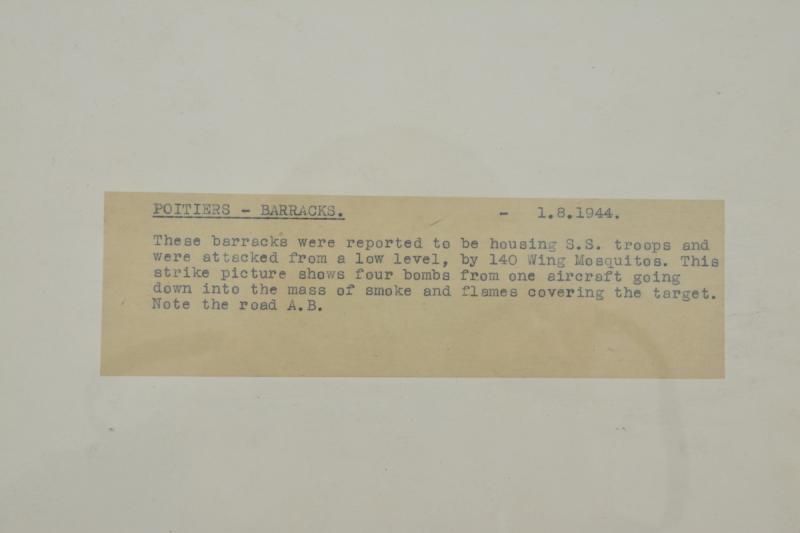 POITIERS - BARRACKS. - 1.8.1944.
These barracks were reported to be housing S.S. troops and
were attacked from a low level, by 140 Wing Mosquitos. This
strike picture shows four bombs from one aircraft going
down into the mass of smoke and flames covering the target.
Note the road A.B.